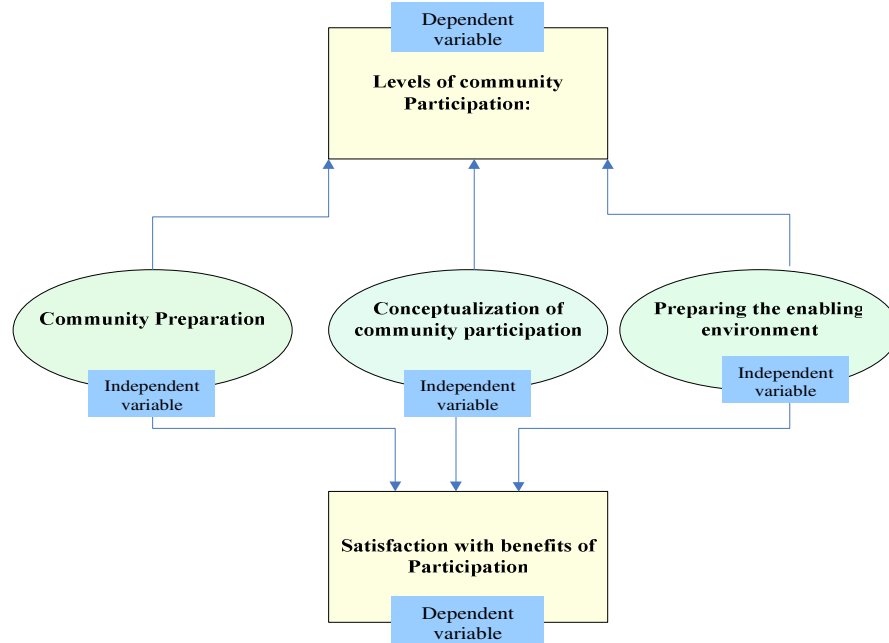 Dependent
variable
Levels of community
Participation:
Community Preparation
Independent
variable
Conceptualization of
community participation
Independent
variable
Preparing the enabling
environment
Independent
variable
Satisfaction with benefits of
Participation
Dependent
variable